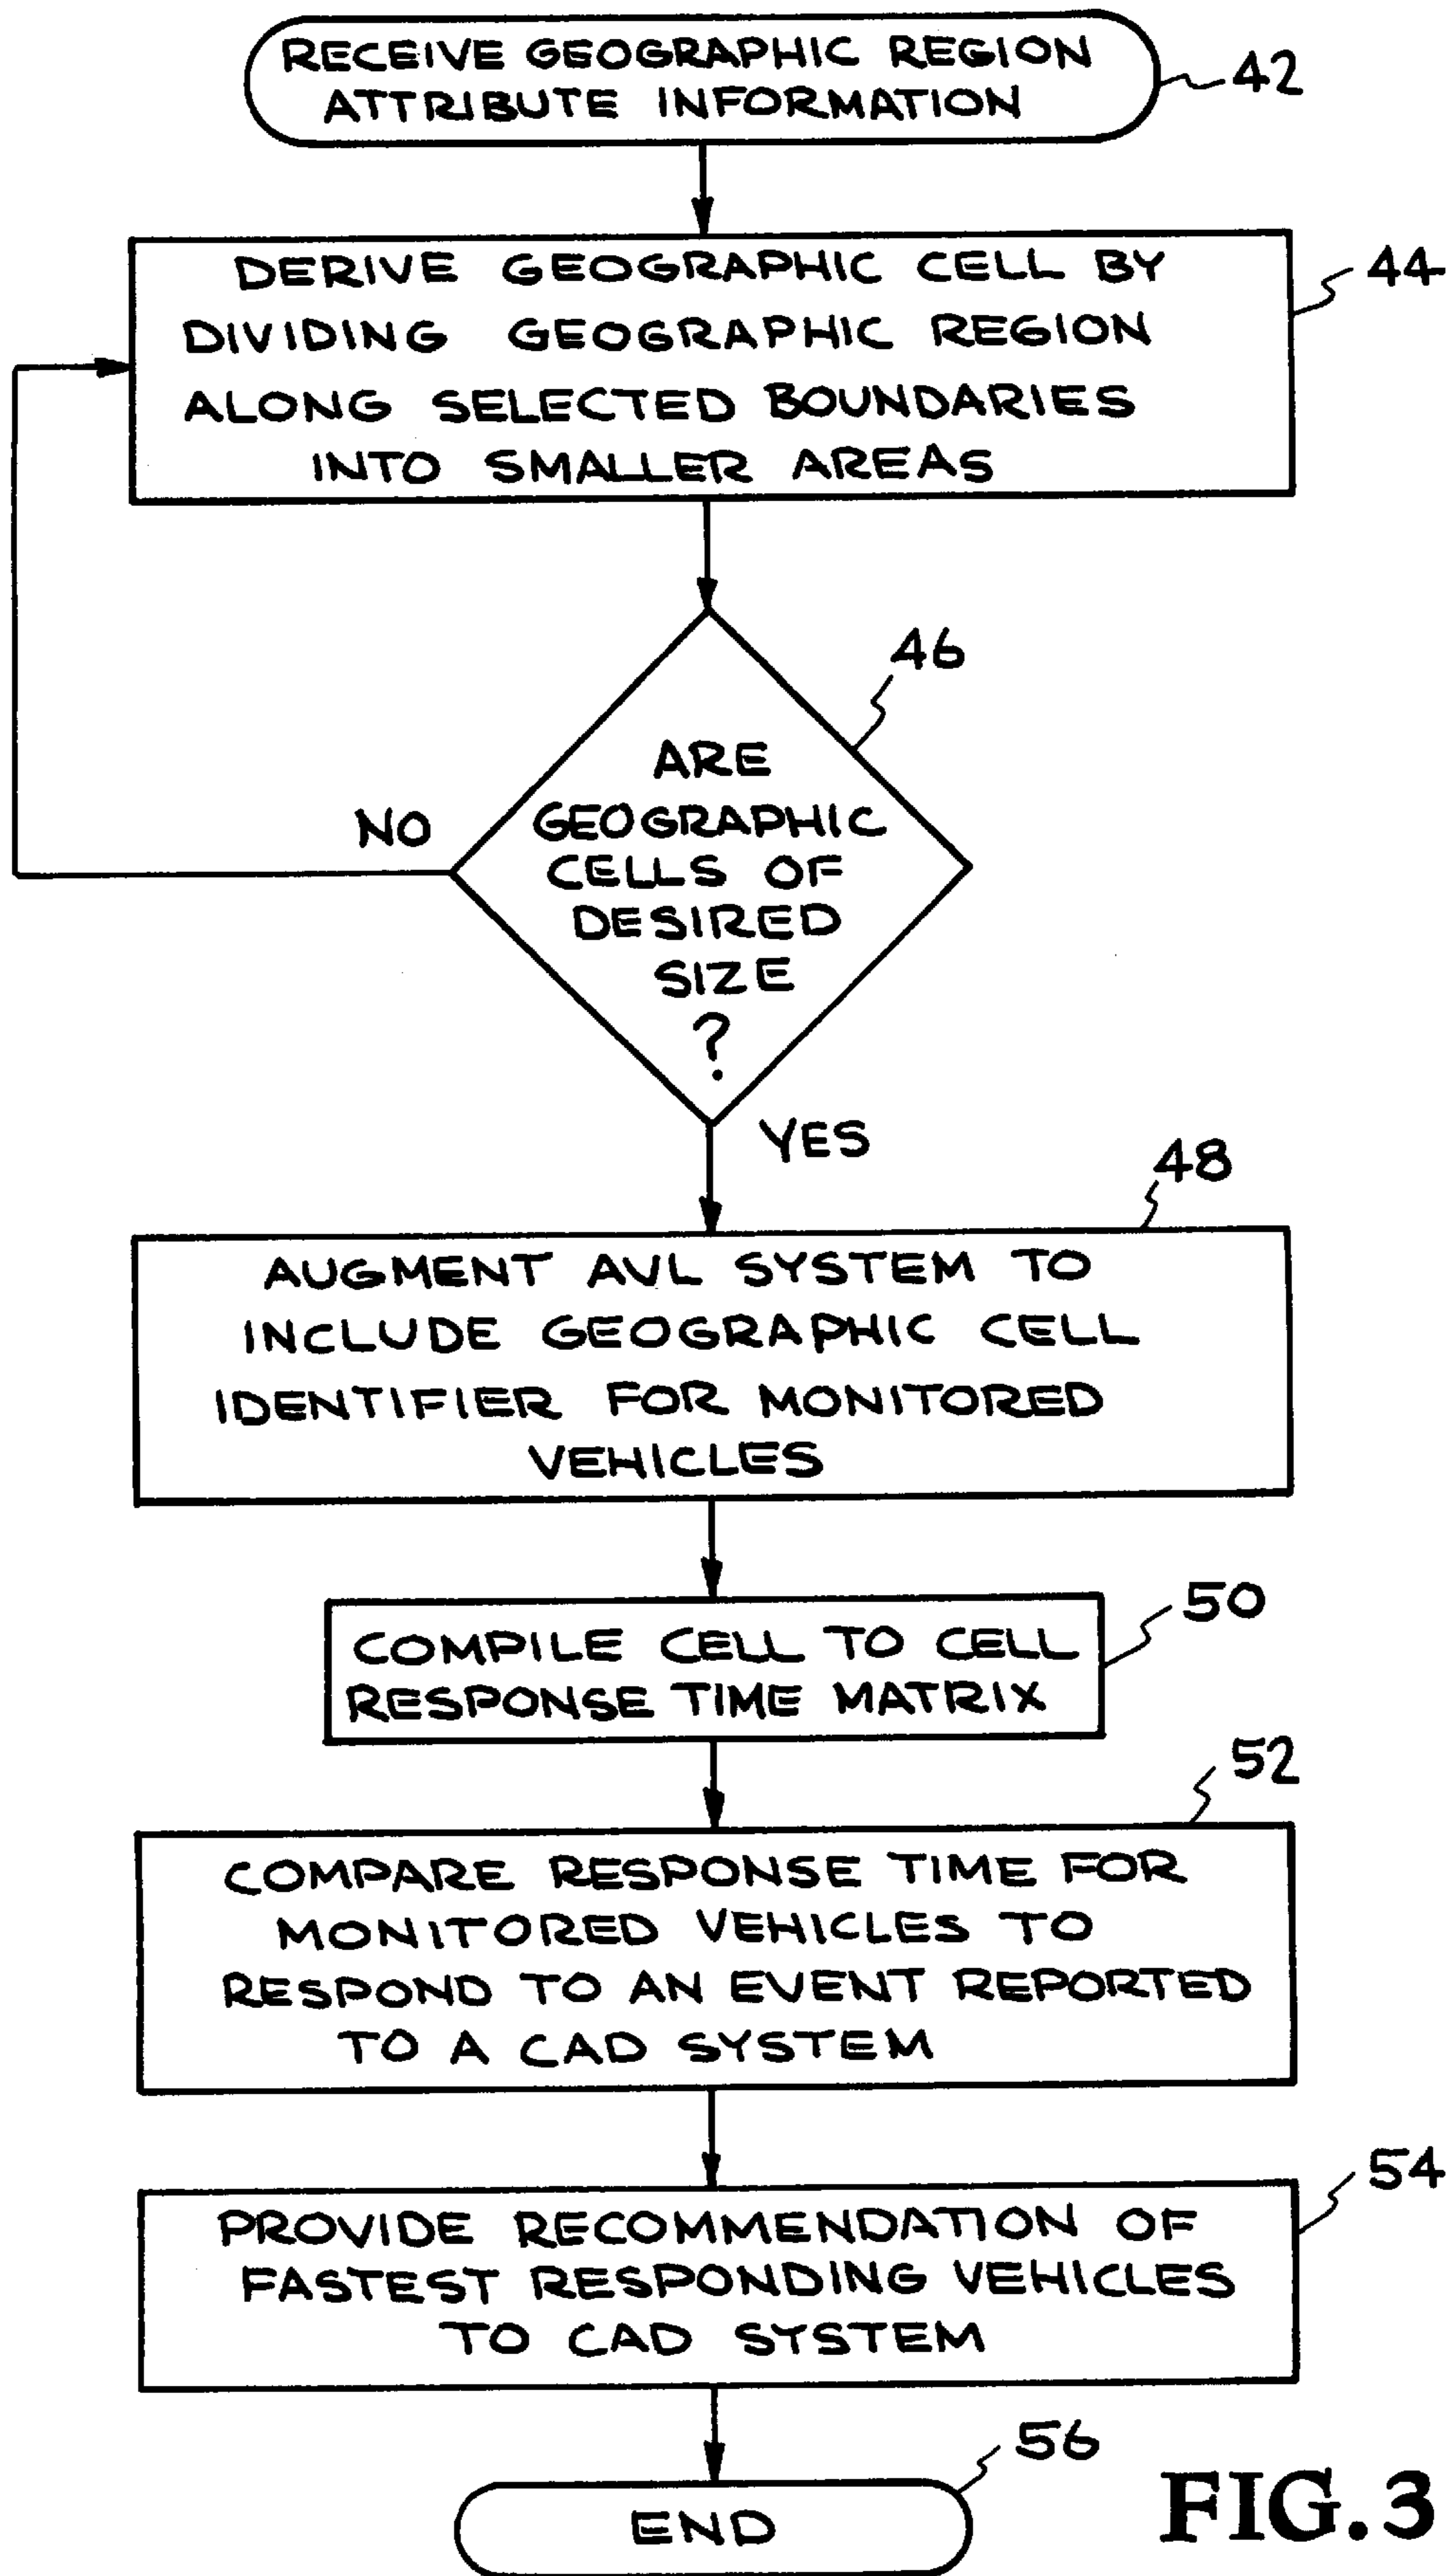 RECEIVE GEOGRAPHIC REGION
ATTRIBUTE INFORMATION
42
DERIVE GEOGRAPHIC CELL BY
DIVIDING GEOGRAPHIC REGION
ALONG SELECTED BOUNDARIES
INTO SMALLER AREAS
44
46
ARE
GEOGRAPHIC
CELLS OF
DESIRED
SIZE
?
NO
YES
48
AUGMENT AVL SYSTEM TO
INCLUDE GEOGRAPHIC CELL
IDENTIFIER FOR MONITORED
VEHICLES
50
COMPILE CELL TO CELL
RESPONSE TIME MATRIX
52
COMPARE RESPONSE TIME FOR
MONITORED VEHICLES TO
RESPOND TO AN EVENT REPORTED
TO A CAD SYSTEM
54
PROVIDE RECOMMENDATION OF
FASTEST RESPONDING VEHICLES
TO CAD SYSTEM
56
END
FIG. 3